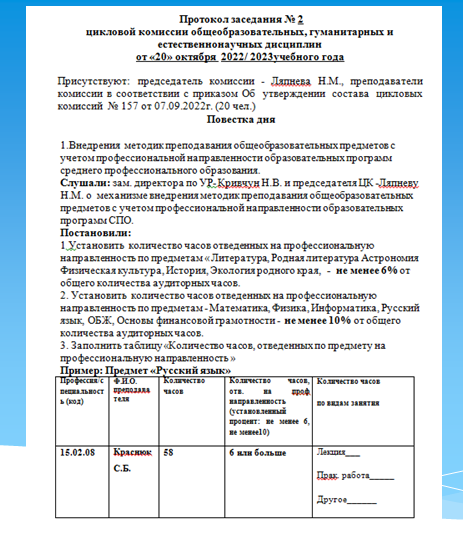 Протокол заседания № 2
цикловой комиссии общеобразовательных, гуманитарных и
естественнонаучных дисциплин
от «20» октября 2022/ 2023учебного года
Присутствуют: председатель комиссии - Ляпнева Н.М., преподаватели
комиссии в соответствии с приказом Об утверждении состава цикловых
комиссий № 157 от 07.09.2022г. (20 чел.)
Повестка дня
1.Внедрения методик преподавания общеобразовательных предметов с
учетом профессиональной направленности образовательных программ
среднего профессионального образования.
Слушали: зам. директора по УР-Кривчун Н.В. и председателя ЦК -Ляпневу
Н.М. о механизме внедрения методик преподавания общеобразовательных
предметов с учетом профессиональной направленности образовательных
программ СПО.
Постановили:
1.Установить количество часов отведенных на профессиональную
направленность по предметам «Литература, Родная литература Астрономия
Физическая культура, История, Экология родного края, - не менее 6% от
общего количества аудиторных часов.
2. Установить количество часов отведенных на профессиональную
направленность по предметам - Математика, Физика, Информатика, Русский
язык, ОБЖ, Основы финансовой грамотности - не менее 10% от общего
количества аудиторных часов.
3. Заполнить таблицу «Количество часов, отведенных по предмету на
профессиональную направленность »
Пример: Предмет «Русский язык»
Профессия/с
пециальност
ь (код)
Ф.И.О.
преподава
теля
Количество
часов
Количество часов,
отв. на проф.
направленность
(установленный
процент: не менее 6,
не менее10)
Количество часов
по видам занятия
15.02.08
Краснюк
С.Б.
58
6 или больше
Лекция___
Прак. работа_____
Другое______